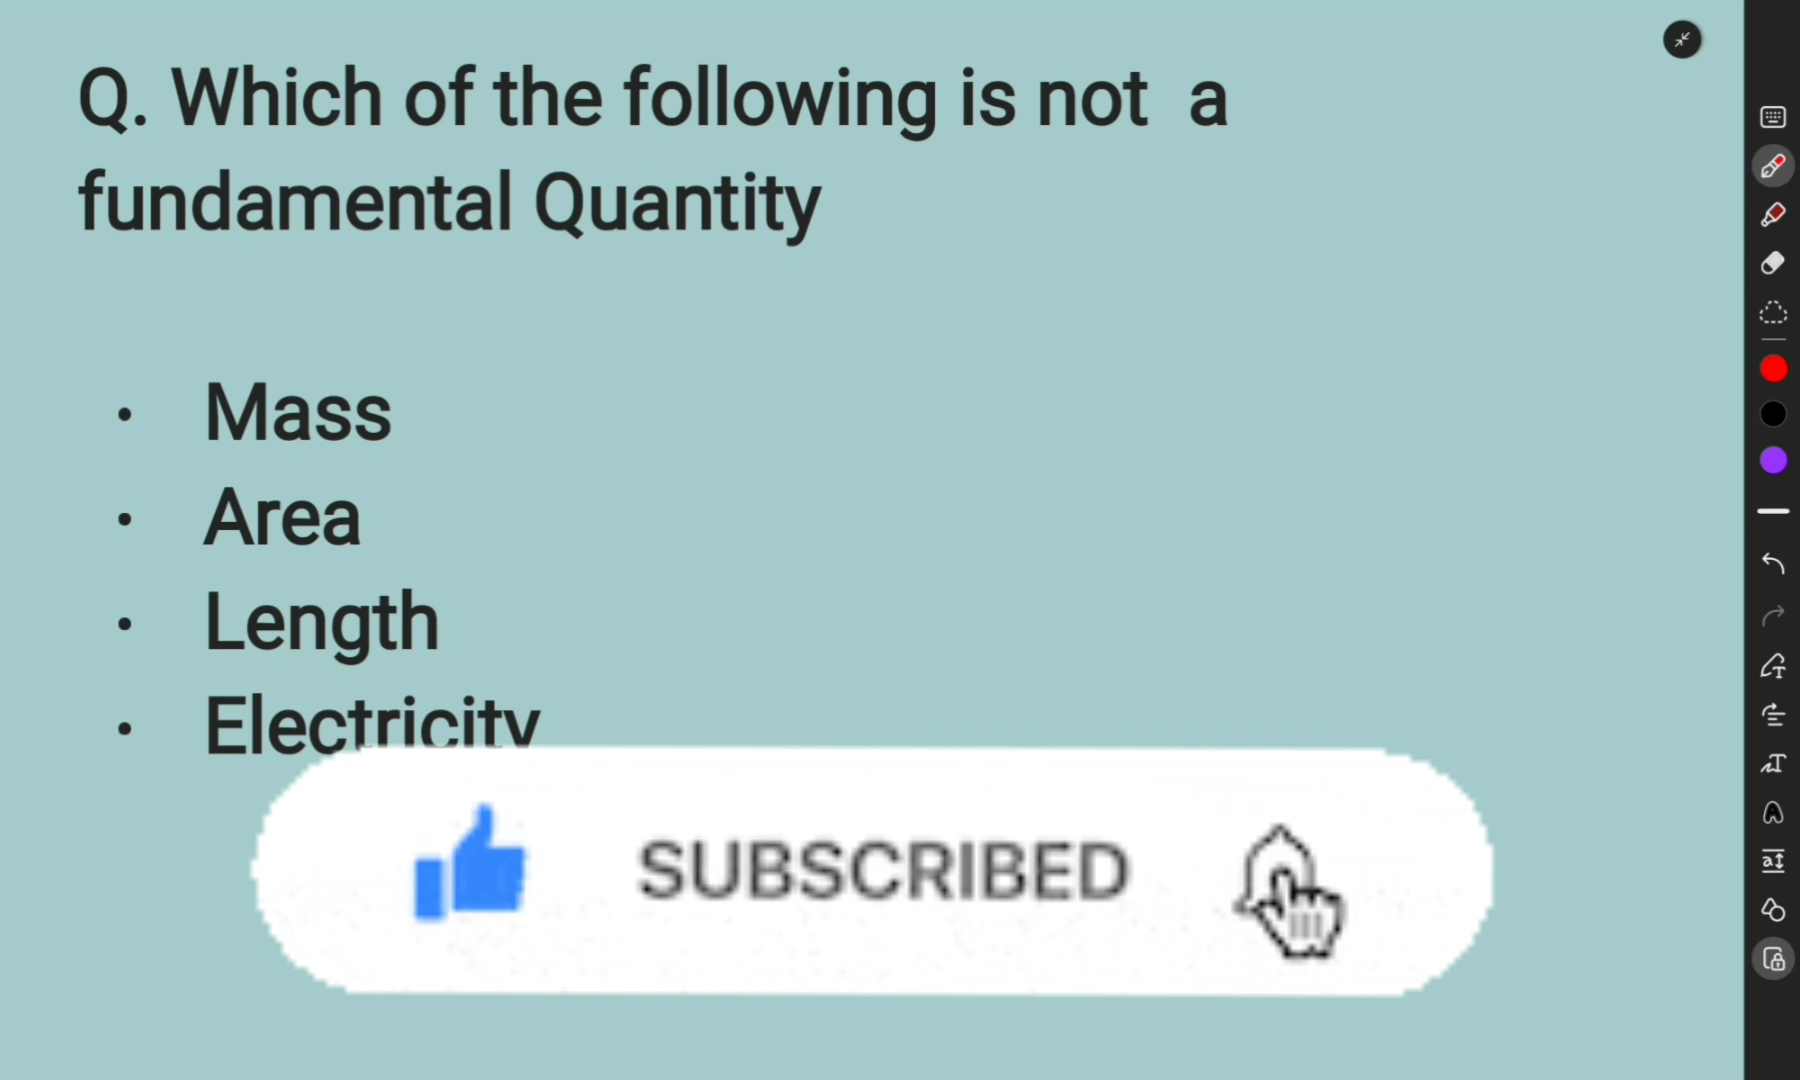 Q. Which of the following is not a
fundamental Quantity
• Mass
• Area
• Length
• Electricity
SUBSCRIBED